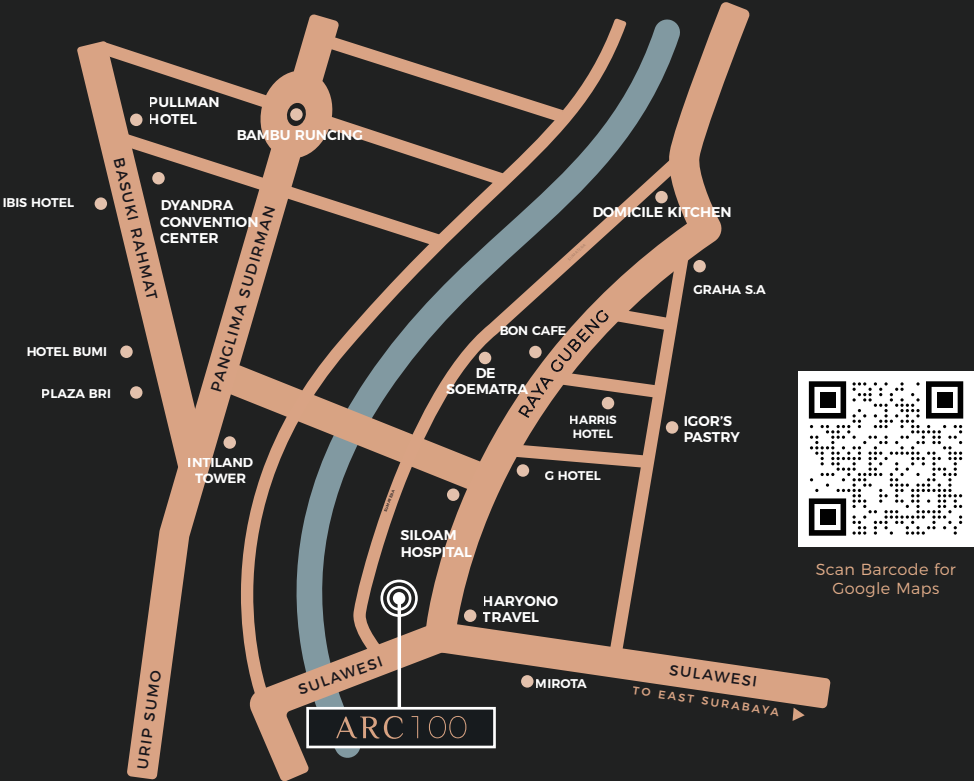 PULLMAN
HOTEL
BAMBU RUNCING
BASUKI RAHMAT
IBIS HOTEL
DYANDRA
CONVENTION
CENTER
PANGLIMA SUDIRMAN
DOMICILE KITCHEN
GRAHA S.A
HOTEL BUMI
PLAZA BRI
BON CAFE
DE
SOEMATRA
RAYA GUBENG
HARRIS
HOTEL
IGOR'S
PASTRY
INTILAND
TOWER
G HOTEL
SILOAM
HOSPITAL
Scan Barcode for
Google Maps
HARYONO
TRAVEL
SULAWESI
SULAWESI
MIROTA
TO EAST SURABAYA
URIP SUMO
ARC100